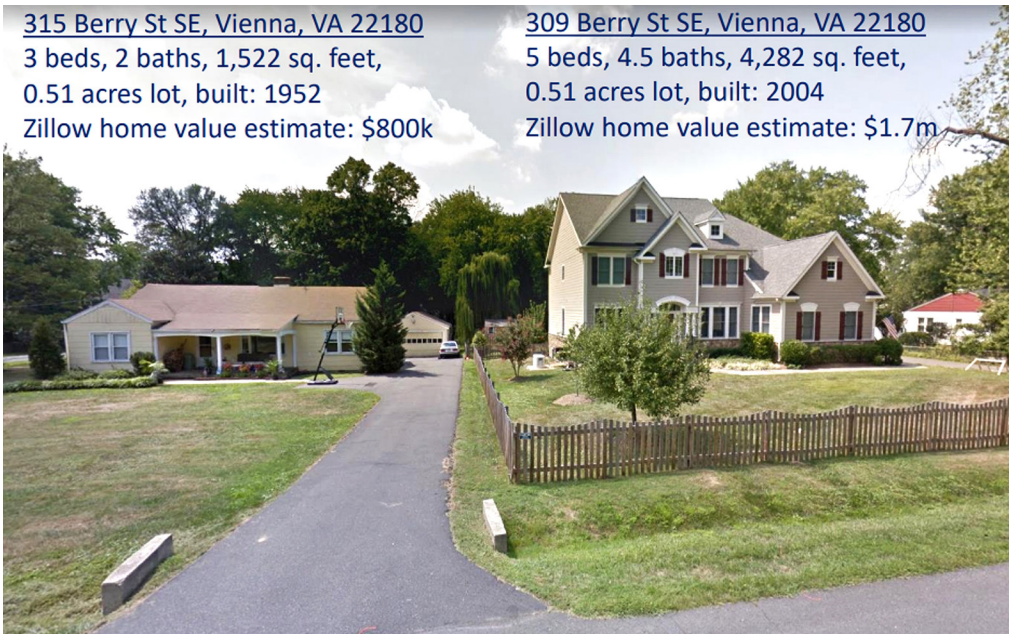 315 Berry St SE, Vienna, VA 22180
3 beds, 2 baths, 1,522 sq. feet,
0.51 acres lot, built: 1952
Zillow home value estimate: $800k
309 Berry St SE, Vienna, VA 22180
5 beds, 4.5 baths, 4,282 sq. feet,
0.51 acres lot, built: 2004
Zillow home value estimate: $1.7m